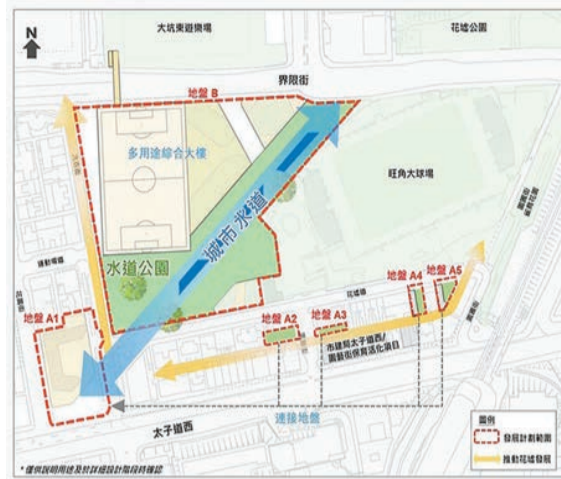 大坑東遊樂場
花墟公園
N
界限街
地盤 B
多用途綜合大樓
旺角大球場
城市水道
水道公園
運動場道
花墟道
地盤 A4
地盤 A5
地盤 A1
地盤 A2
地盤 A3
市建局太子道西/
園藝街保育活化項目
連接地盤
太子道西
圖例
發展計劃範圍
推動花墟發展
* 僅供說明用途及於詳細設計階段時確認